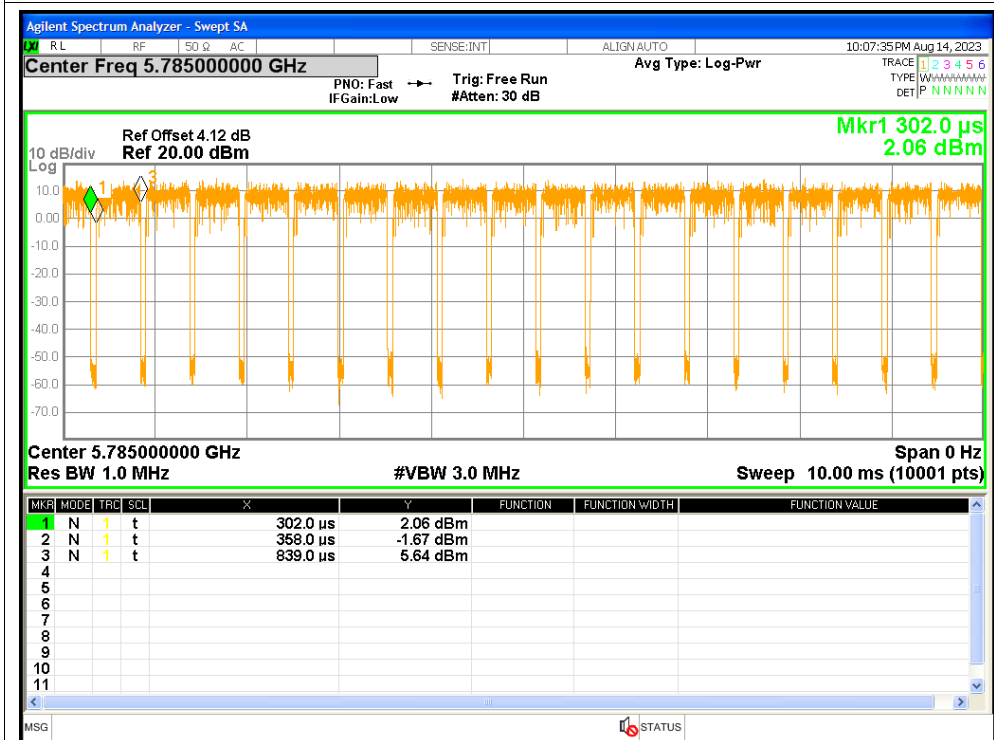 Agilent Spectrum Analyzer - Swept SA
LXI RL RF 50 Ω AC SENSE:INT ALIGN AUTO 10:07:35 PM Aug 14, 2023
Center Freq 5.785000000 GHz
PNO: Fast
IFGain:Low
Trig: Free Run
#Atten: 30 dB
Avg Type: Log-Pwr
TRACE 1 2 3 4 5 6
TYPE W
DET P N N N N N
Mkr1 302.0 µs
2.06 dBm
Ref Offset 4.12 dB
Ref 20.00 dBm
10 dB/div
Log
10.0
0.00
-10.0
-20.0
-30.0
-40.0
-50.0
-60.0
-70.0
1
3
Center 5.785000000 GHz Span 0 Hz
Res BW 1.0 MHz #VBW 3.0 MHz Sweep 10.00 ms (10001 pts)
MKR MODE TRC SCL X Y FUNCTION FUNCTION WIDTH FUNCTION VALUE
1 N 1 t 302.0 µs 2.06 dBm
2 N 1 t 358.0 µs -1.67 dBm
3 N 1 t 839.0 µs 5.64 dBm
4
5
6
7
8
9
10
11
MSG STATUS